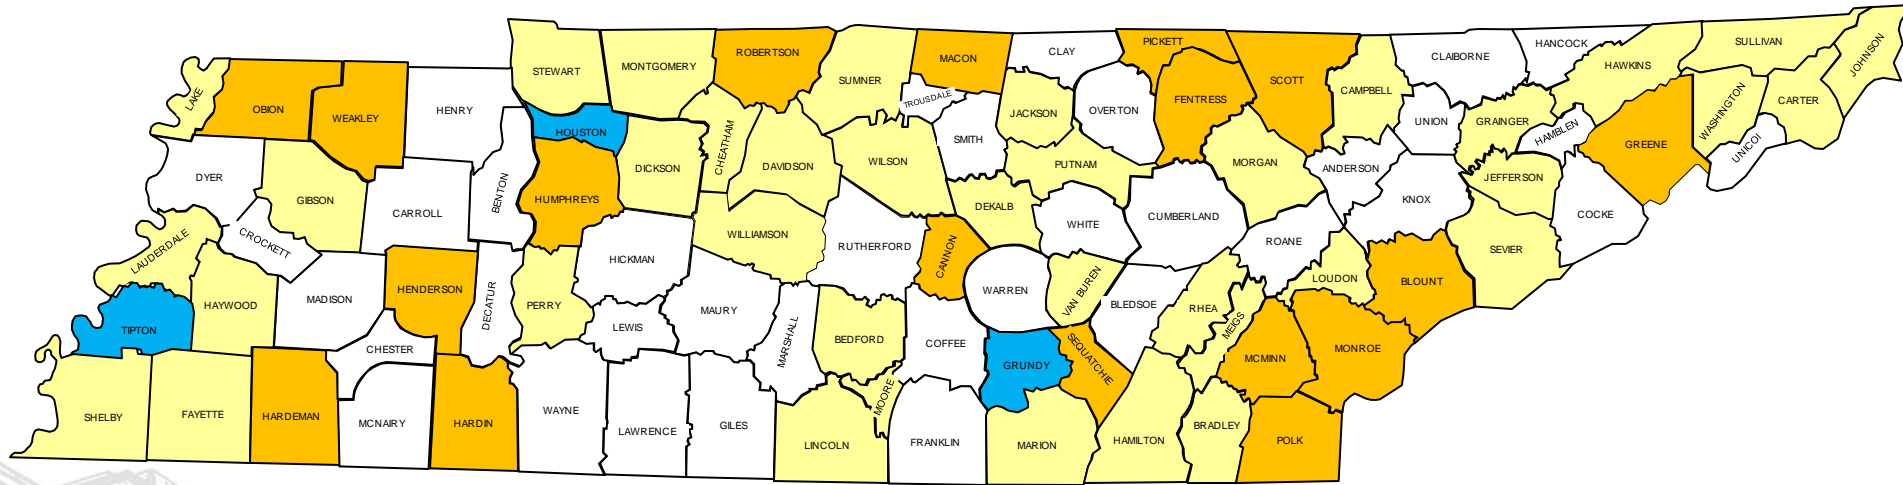 LAKE
OBION
WEAKLEY
HENRY
STEWART
MONTGOMERY
ROBERTSON
SUMNER
MACON
TROUSDALE
CLAY
PICKETT
FENTRESS
SCOTT
CAMPBELL
CLAIBORNE
HANCOCK
HAWKINS
SULLIVAN
JOHNSON
CARTER
WASHINGTON
UNICOI
GREENE
HAMBLEN
GRAINGER
UNION
OVERTON
JACKSON
SMITH
HOUSTON
DICKSON
CHEATHAM
DAVIDSON
WILSON
PUTNAM
MORGAN
ANDERSON
KNOX
JEFFERSON
COCKE
SEVIER
DYER
GIBSON
CARROLL
BENTON
HUMPHREYS
WILLIAMSON
RUTHERFORD
CANNON
DEKALB
WHITE
CUMBERLAND
ROANE
LOUDON
BLOUNT
LAUDERDALE
CROCKETT
HAYWOOD
MADISON
HENDERSON
DECATUR
PERRY
HICKMAN
LEWIS
MAURY
MARSHALL
BEDFORD
COFFEE
WARREN
VAN BUREN
BLEDSOE
RHEA
MEIGS
MCMINN
MONROE
TIPTON
CHESTER
GRUNDY
SEQUATCHIE
SHELBY
FAYETTE
HARDEMAN
MCNAIRY
HARDIN
WAYNE
LAWRENCE
GILES
LINCOLN
MOORE
FRANKLIN
MARION
HAMILTON
BRADLEY
POLK